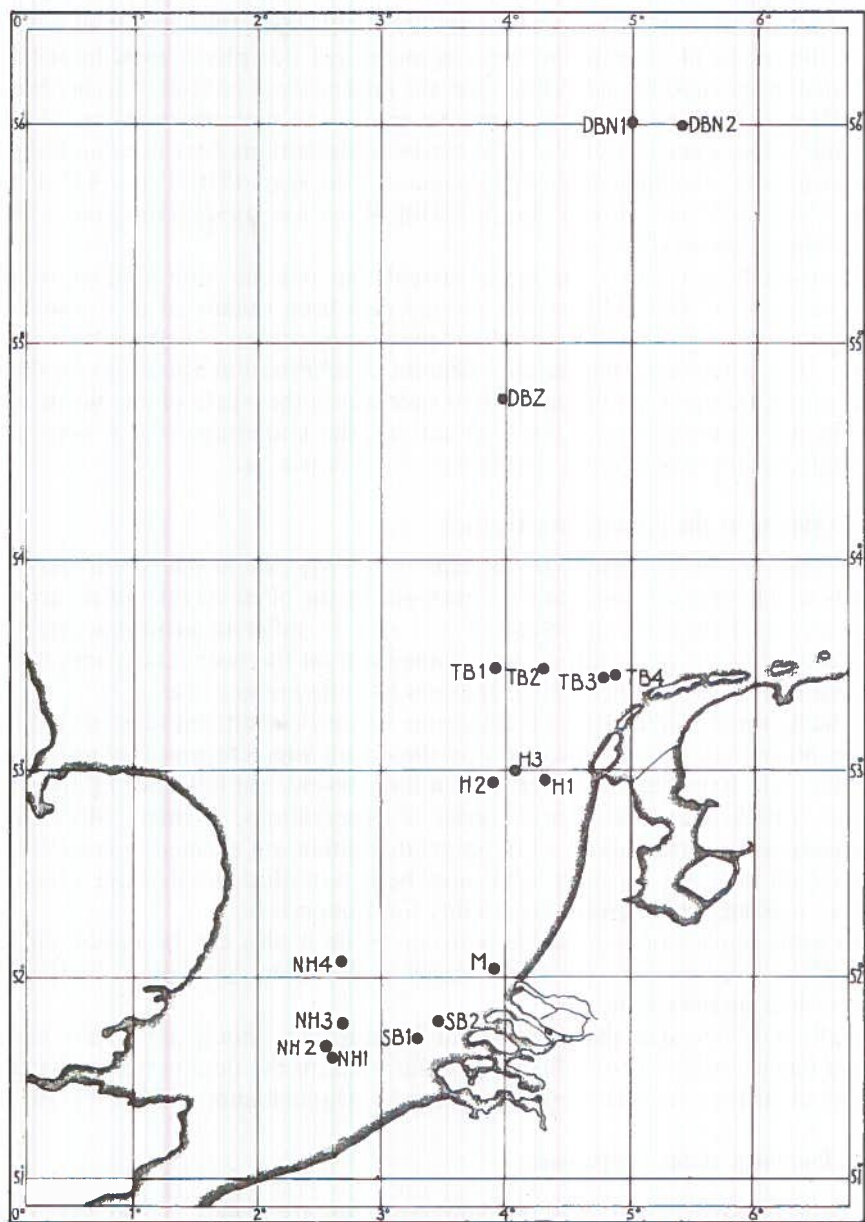 0° 1° 2° 3° 4° 5° 6°
56° DBN1 DBN2 56°
55° 55°
DBZ
54° 54°
TB1 TB2 TB3 TB4
53° H3 53°
H2 H1
NH4 M
52° 52°
NH3 SB1 SB2
NH2 NH1
51° 51°
0° 1° 2° 3° 4° 5° 6°